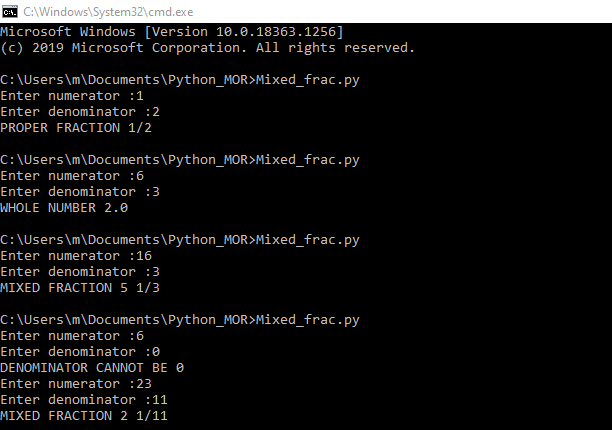 C:\Windows\System32\cmd.exe
Microsoft Windows [Version 10.0.18363.1256]
(c) 2019 Microsoft Corporation. All rights reserved.
C:\Users\m\Documents\Python_MOR>Mixed_frac.py
Enter numerator :1
Enter denominator :2
PROPER FRACTION 1/2
C:\Users\m\Documents\Python_MOR>Mixed_frac.py
Enter numerator :6
Enter denominator :3
WHOLE NUMBER 2.0
C:\Users\m\Documents\Python_MOR>Mixed_frac.py
Enter numerator :16
Enter denominator :3
MIXED FRACTION 5 1/3
C:\Users\m\Documents\Python_MOR>Mixed_frac.py
Enter numerator :6
Enter denominator :0
DENOMINATOR CANNOT BE 0
Enter numerator :23
Enter denominator :11
MIXED FRACTION 2 1/11